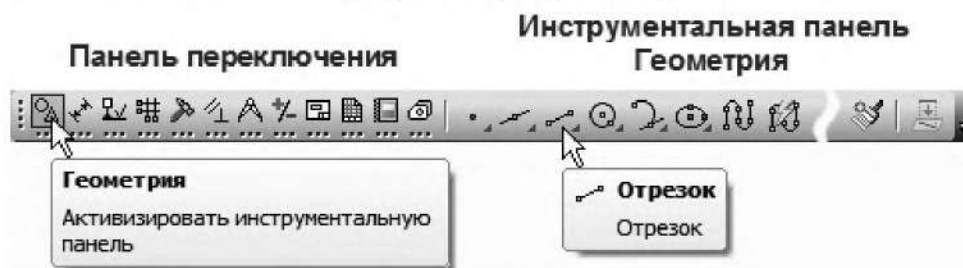 Панель переключения
Инструментальная панель
Геометрия
Геометрия
Активизировать инструментальную
панель
Отрезок
Отрезок